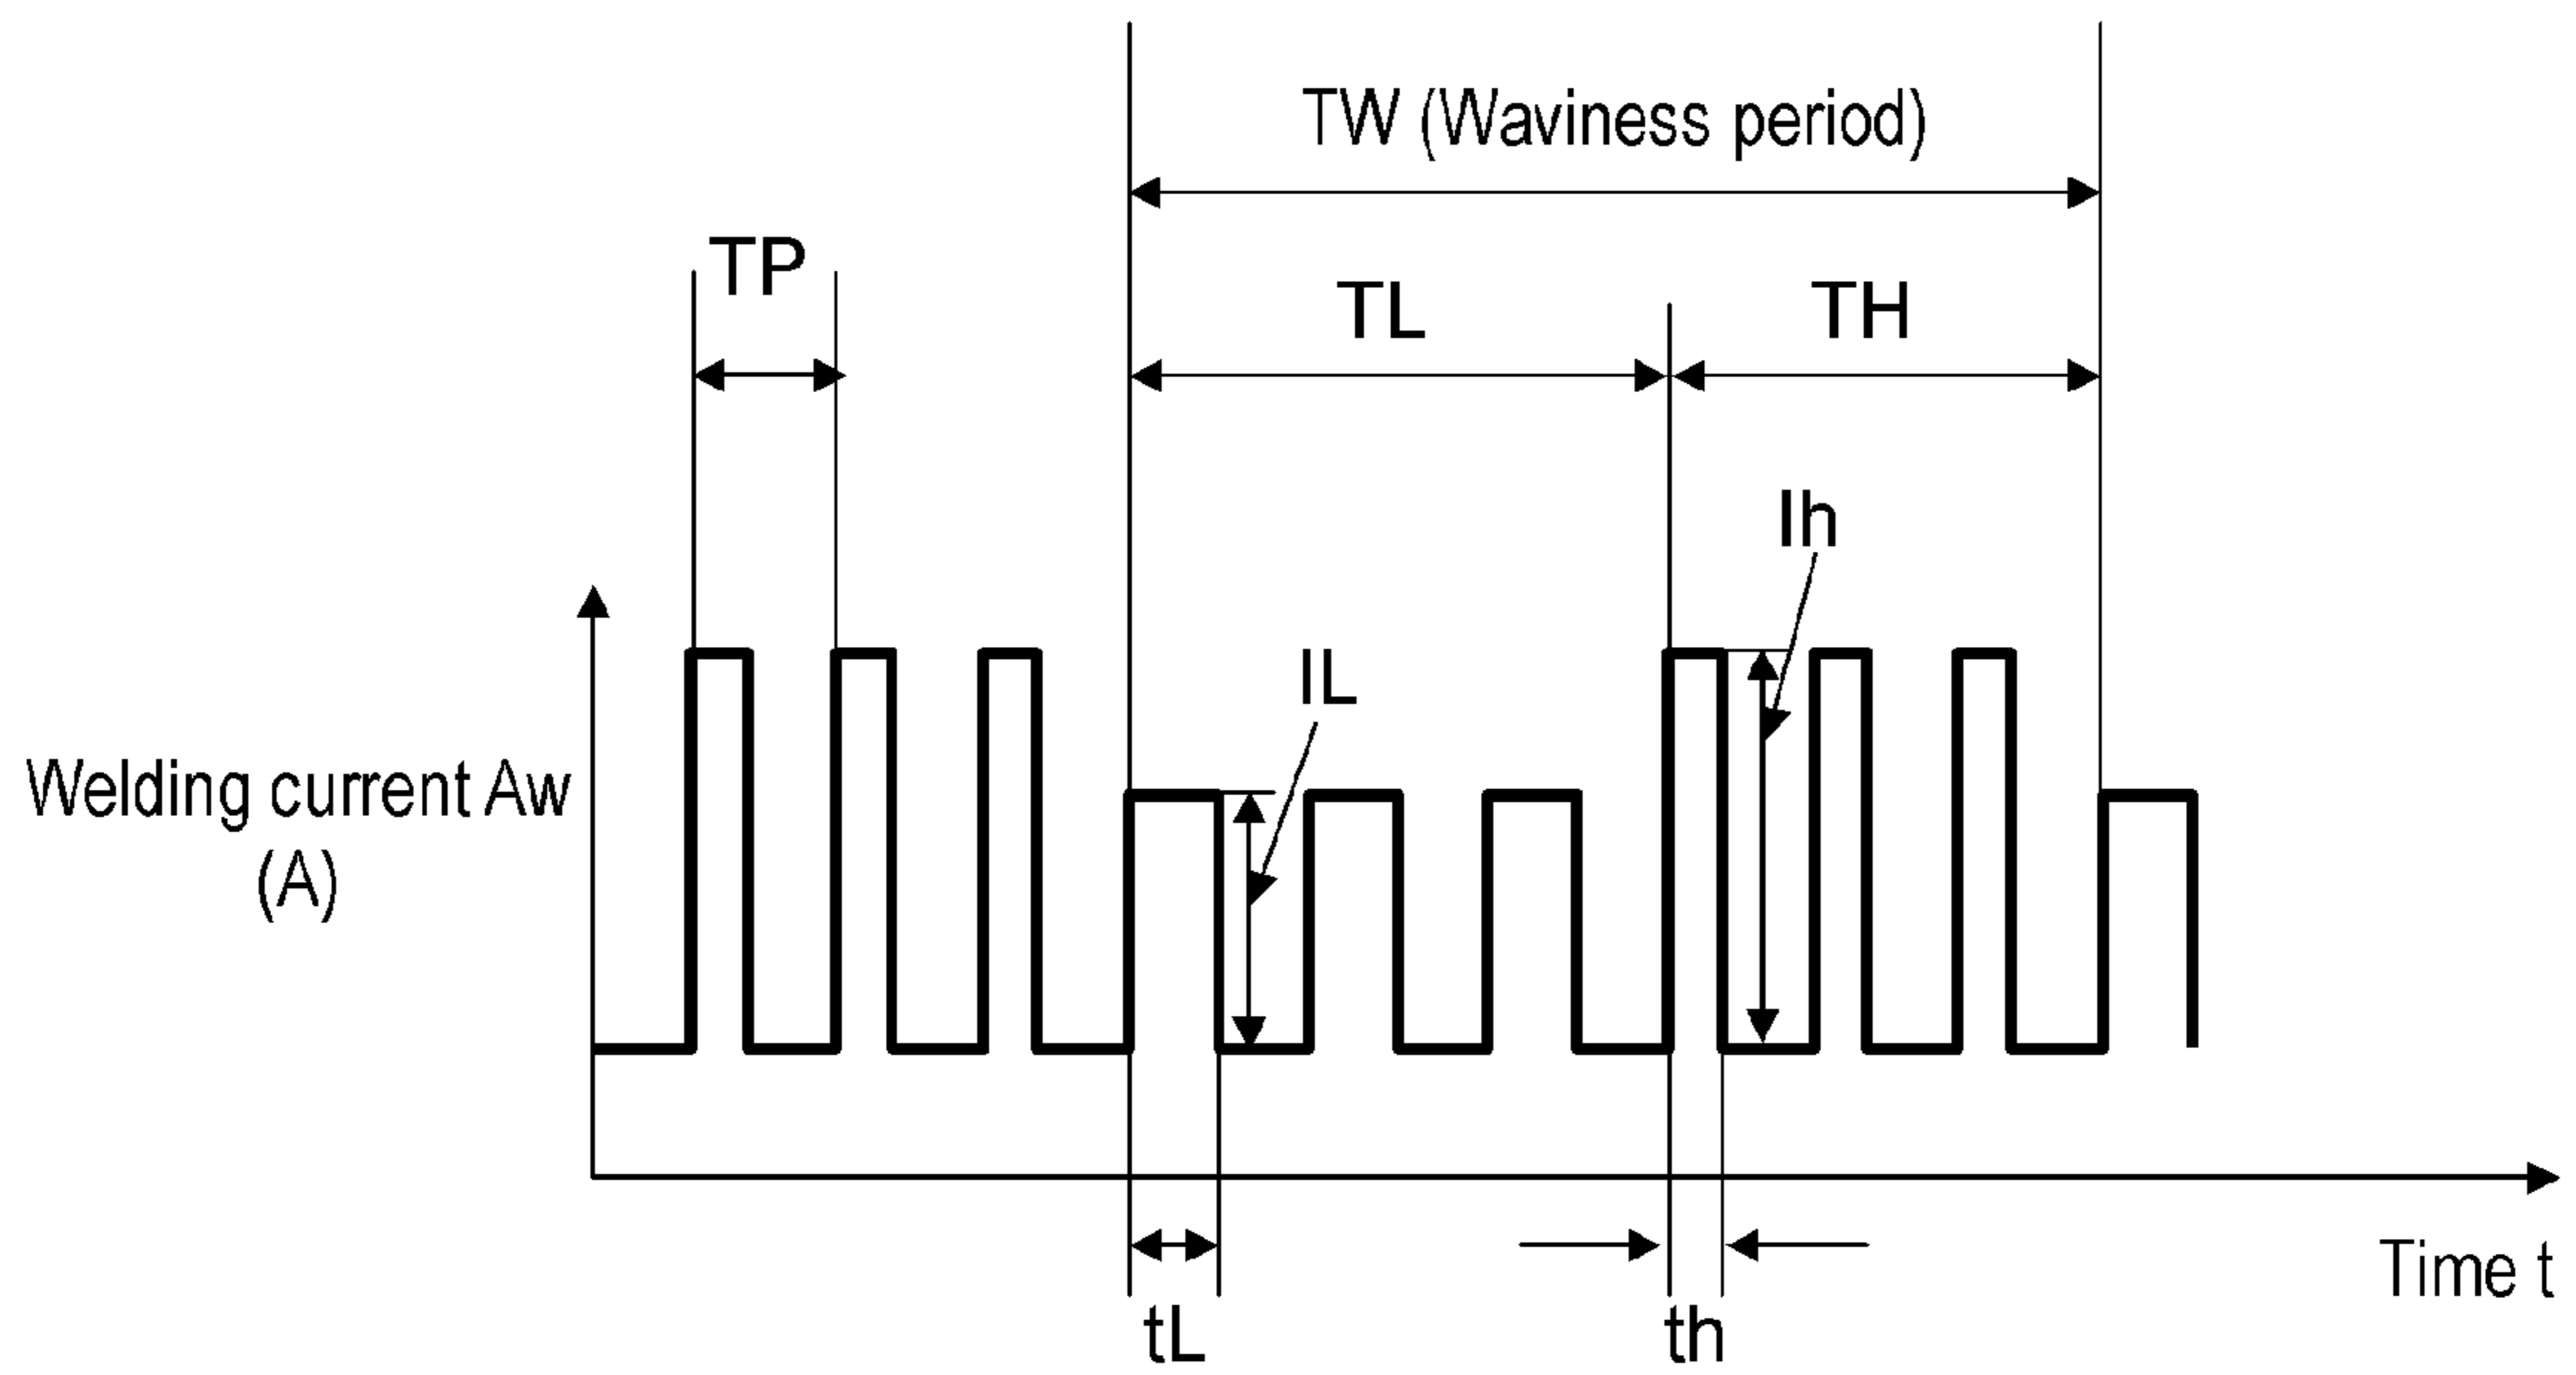 TW (Waviness period)
TP
TL
TH
Ih
IL
Welding current Aw
(A)
Time t
tL
th